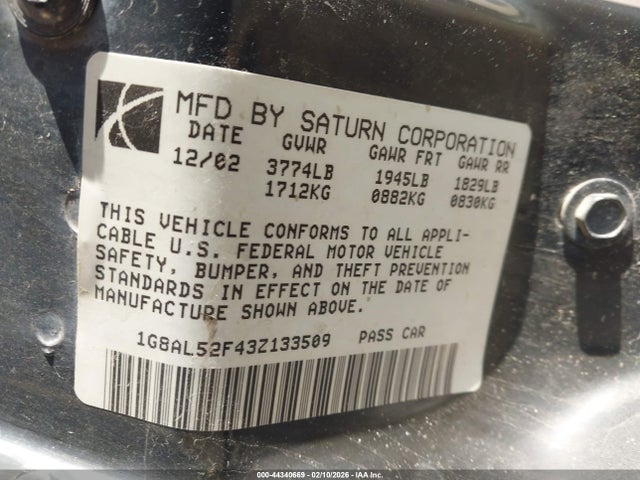 MFD BY SATURN CORPORATION
DATE GVWR GAWR FRT GAWR RR
12/02 3774LB 1945LB 1829LB
1712KG 0882KG 0830KG
THIS VEHICLE CONFORMS TO ALL APPLI-
CABLE U.S. FEDERAL MOTOR VEHICLE
SAFETY, BUMPER, AND THEFT PREVENTION
STANDARDS IN EFFECT ON THE DATE OF
MANUFACTURE SHOWN ABOVE.
1G8AL52F43Z133509 PASS CAR
000-44340669 - 02/10/2026 - IAA Inc.